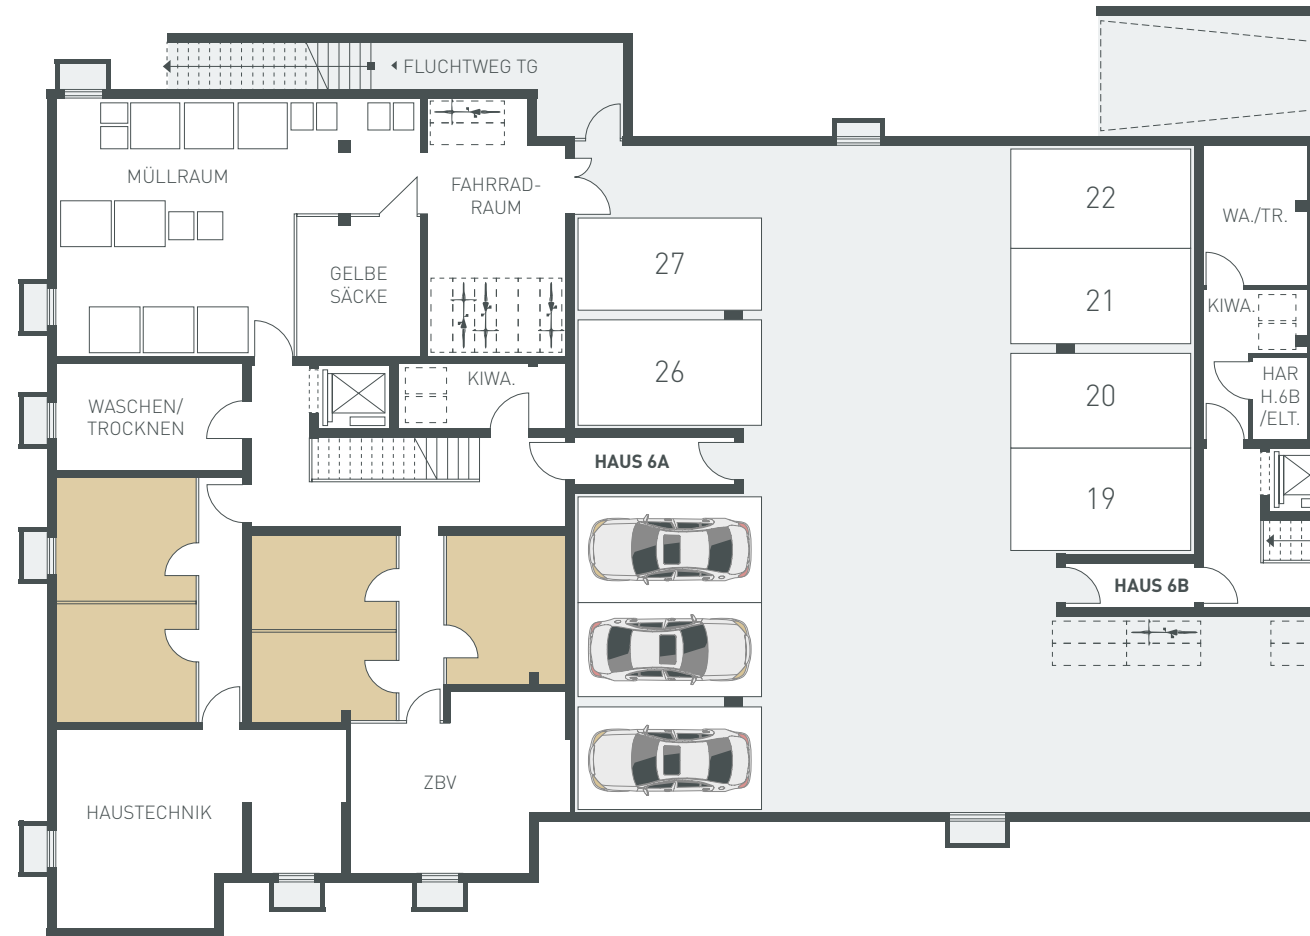 FLUCHTWEG TG
MÜLLRAUM
FAHRRAD-
RAUM
GELBE
SÄCKE
27
26
22
21
20
19
WA./TR.
KIWA.
HAR
H.6B
/ELT.
KIWA.
WASCHEN/
TROCKNEN
HAUS 6A
HAUS 6B
ZBV
HAUSTECHNIK